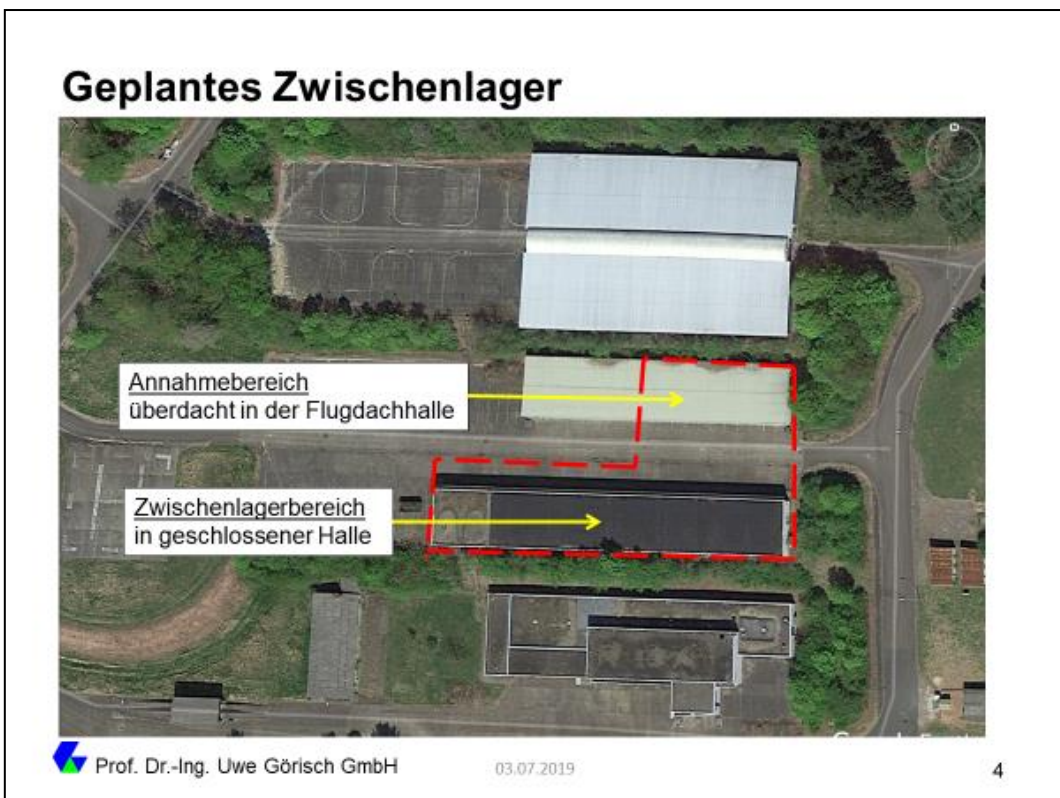 Geplantes Zwischenlager
Annahmebereich
überdacht in der Flugdachhalle
Zwischenlagerbereich
in geschlossener Halle
Prof. Dr.-Ing. Uwe Görisch GmbH
03.07.2019
4